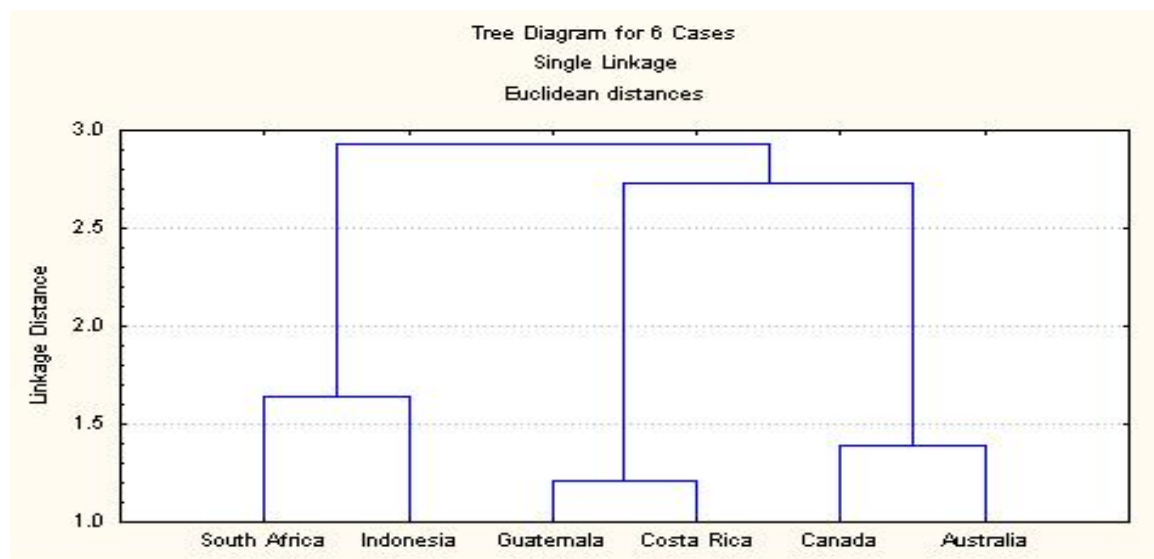 Tree Diagram for 6 Cases
Single Linkage
Euclidean distances
3.0
2.5
2.0
1.5
1.0
Linkage Distance
South Africa Indonesia Guatemala Costa Rica Canada Australia